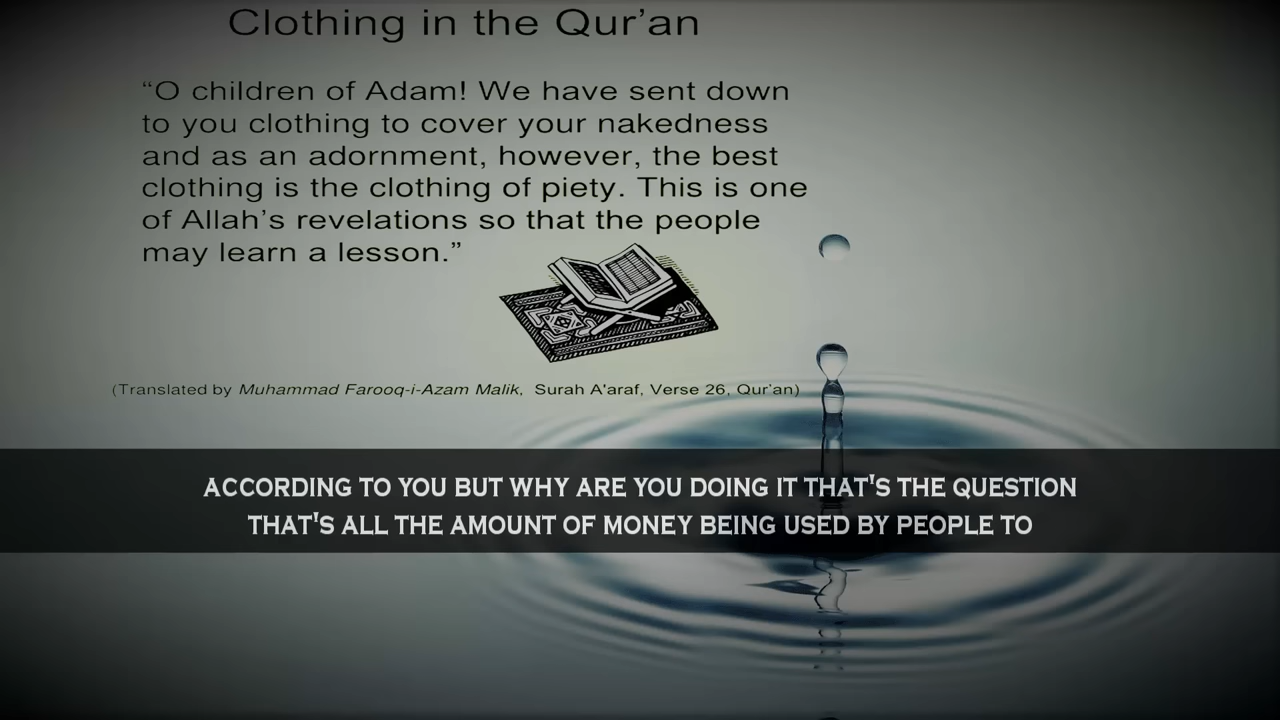 Clothing in the Qur’an
“O children of Adam! We have sent down
to you clothing to cover your nakedness
and as an adornment, however, the best
clothing is the clothing of piety. This is one
of Allah’s revelations so that the people
may learn a lesson.”
(Translated by Muhammad Farooq-i-Azam Malik, Surah A'araf, Verse 26, Qur’an)
ACCORDING TO YOU BUT WHY ARE YOU DOING IT THAT'S THE QUESTION
THAT'S ALL THE AMOUNT OF MONEY BEING USED BY PEOPLE TO